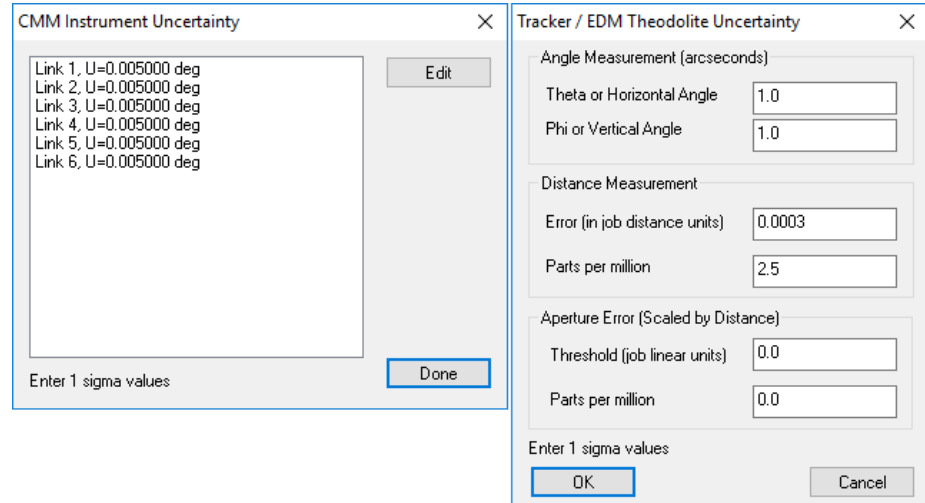 CMM Instrument Uncertainty
Link 1, U=0.005000 deg
Link 2, U=0.005000 deg
Link 3, U=0.005000 deg
Link 4, U=0.005000 deg
Link 5, U=0.005000 deg
Link 6, U=0.005000 deg
Edit
Enter 1 sigma values
Done
Tracker / EDM Theodolite Uncertainty
Angle Measurement (arcseconds)
Theta or Horizontal Angle 1.0
Phi or Vertical Angle 1.0
Distance Measurement
Error (in job distance units) 0.0003
Parts per million 2.5
Aperture Error (Scaled by Distance)
Threshold (job linear units) 0.0
Parts per million 0.0
Enter 1 sigma values
OK Cancel